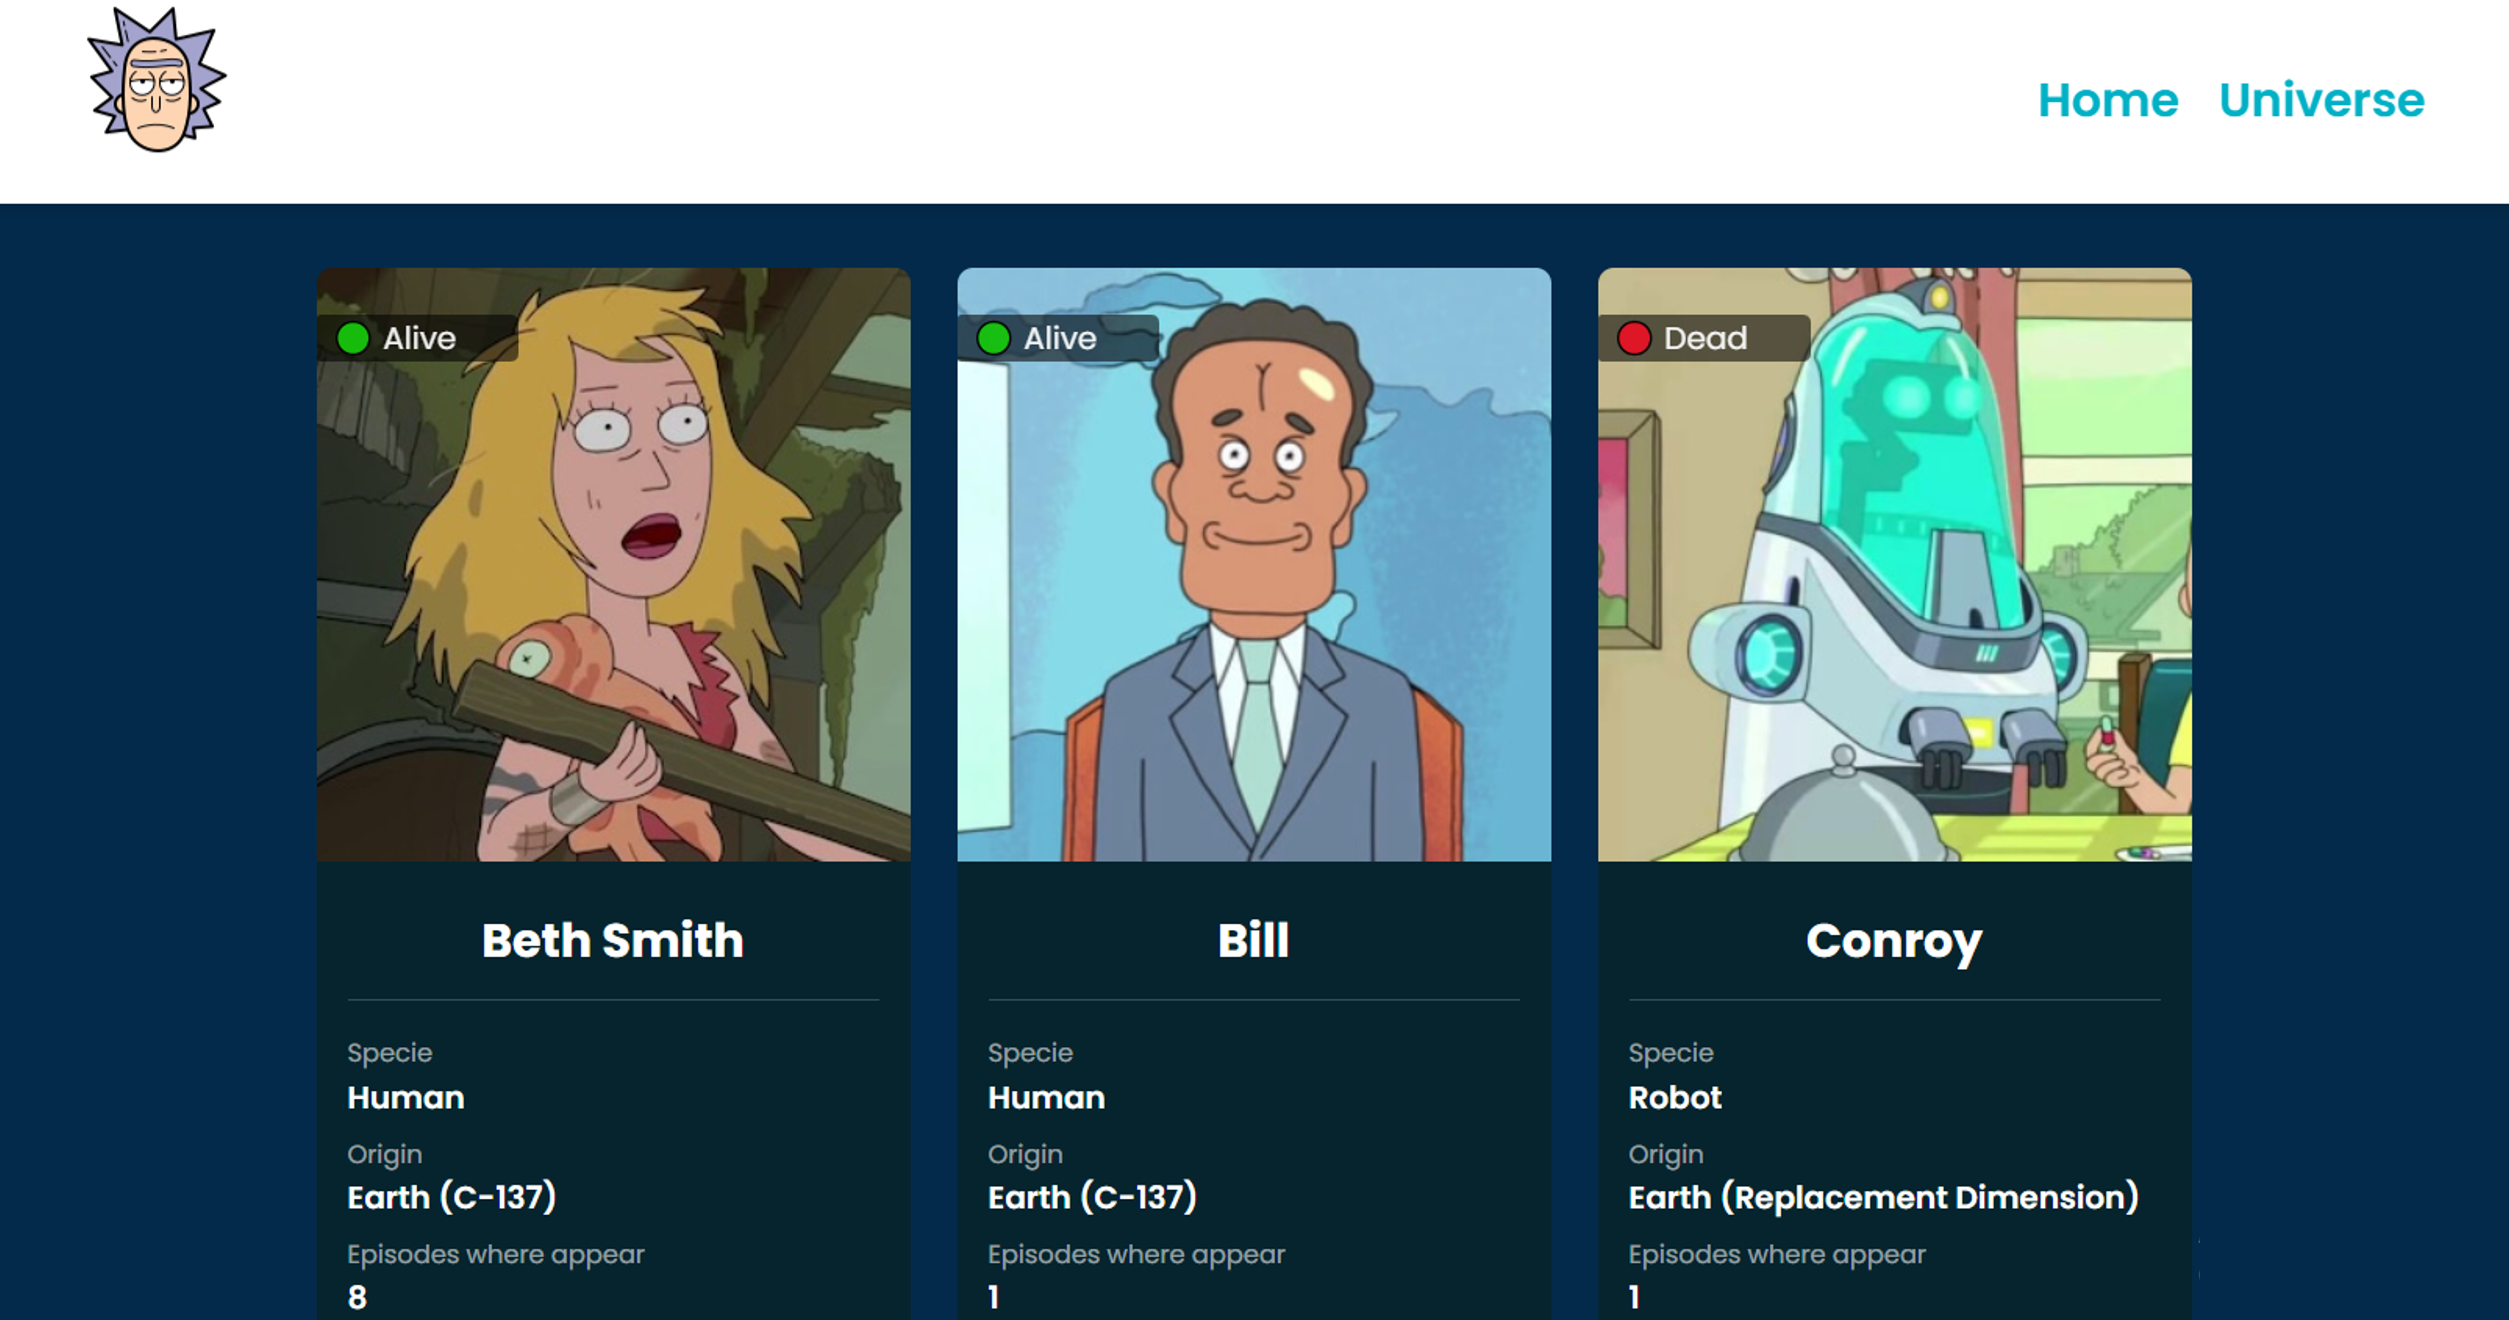 Home Universe
Alive
Beth Smith
Specie
Human
Origin
Earth (C-137)
Episodes where appear
8
Alive
Bill
Specie
Human
Origin
Earth (C-137)
Episodes where appear
1
Dead
Conroy
Specie
Robot
Origin
Earth (Replacement Dimension)
Episodes where appear
1